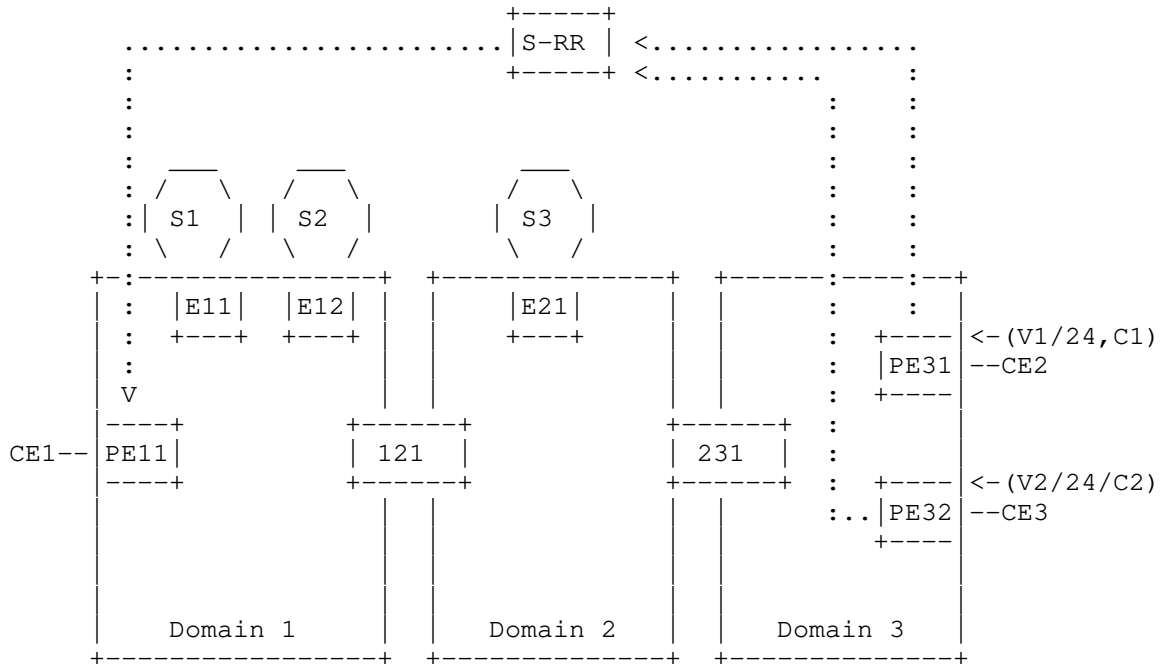 S-RR
S1 S2 S3
E11 E12 E21
<-(V1/24,C1)
PE31 --CE2
V
CE1-- PE11 121 231
<-(V2/24/C2)
PE32 --CE3
Domain 1 Domain 2 Domain 3